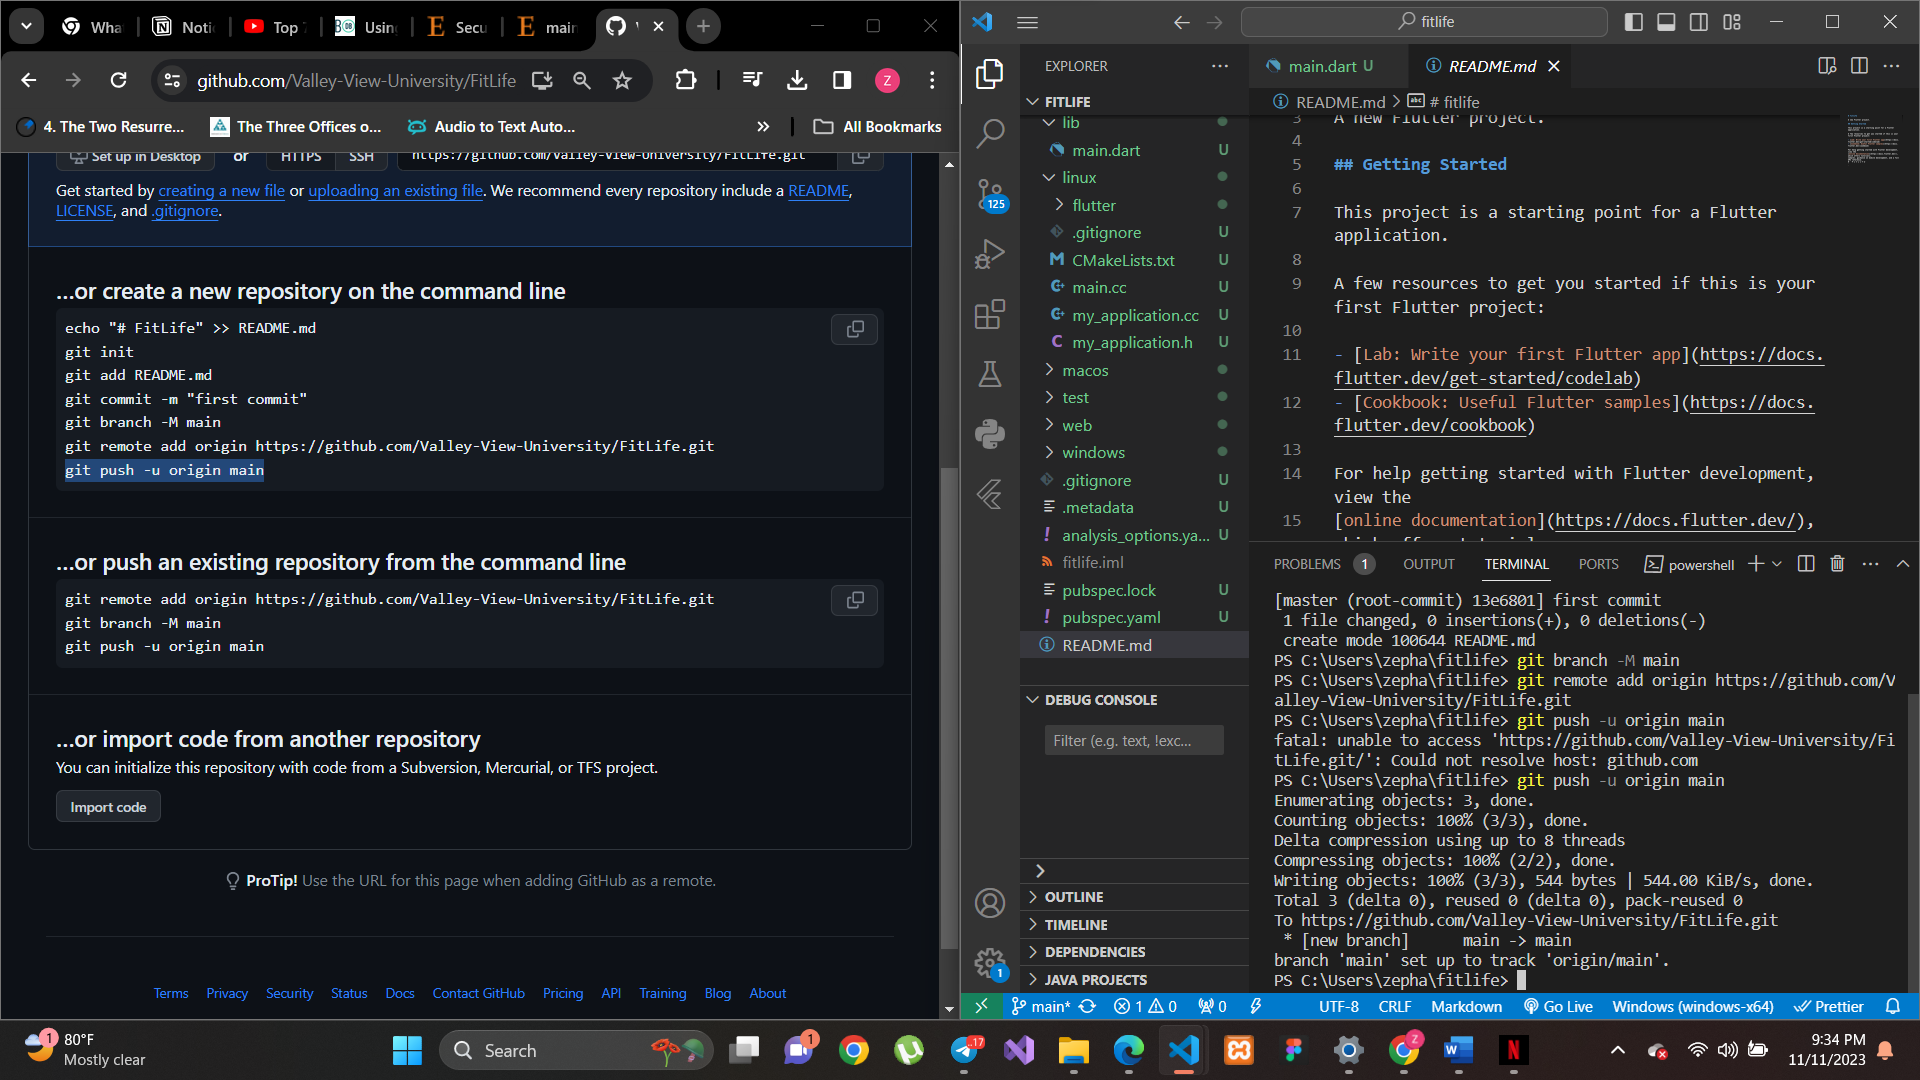 Wha
Noti
Top
Usin
Secu
main
github.com/Valley-View-University/FitLife
Z
4. The Two Resurre...
The Three Offices o...
Audio to Text Auto...
All Bookmarks
Set up in Desktop
or
HTTPS
SSH
https://github.com/Valley-View-University/FitLife.git
Get started by creating a new file or uploading an existing file. We recommend every repository include a README,
LICENSE, and .gitignore.
…or create a new repository on the command line
echo "# FitLife" >> README.md
git init
git add README.md
git commit -m "first commit"
git branch -M main
git remote add origin https://github.com/Valley-View-University/FitLife.git
git push -u origin main
…or push an existing repository from the command line
git remote add origin https://github.com/Valley-View-University/FitLife.git
git branch -M main
git push -u origin main
…or import code from another repository
You can initialize this repository with code from a Subversion, Mercurial, or TFS project.
Import code
ProTip! Use the URL for this page when adding GitHub as a remote.
Terms Privacy Security Status Docs Contact GitHub Pricing API Training Blog About
fitlife
EXPLORER
FITLIFE
lib
main.dart U
linux
flutter
.gitignore U
CMakeLists.txt U
main.cc U
my_application.cc U
my_application.h U
macos
test
web
windows
.gitignore U
.metadata U
analysis_options.ya... U
fitlife.iml
pubspec.lock U
pubspec.yaml U
README.md
DEBUG CONSOLE
Filter (e.g. text, !exc...
OUTLINE
TIMELINE
DEPENDENCIES
JAVA PROJECTS
125
1
main.dart U
README.md
README.md > # fitlife
3 A new Flutter project.
4
5 ## Getting Started
6
7 This project is a starting point for a Flutter
application.
8
9 A few resources to get you started if this is your
first Flutter project:
10
11 - [Lab: Write your first Flutter app](https://docs.
flutter.dev/get-started/codelab)
12 - [Cookbook: Useful Flutter samples](https://docs.
flutter.dev/cookbook)
13
14 For help getting started with Flutter development,
view the
15 [online documentation](https://docs.flutter.dev/),
PROBLEMS 1 OUTPUT TERMINAL PORTS powershell
[master (root-commit) 13e6801] first commit
1 file changed, 0 insertions(+), 0 deletions(-)
create mode 100644 README.md
PS C:\Users\zepha\fitlife> git branch -M main
PS C:\Users\zepha\fitlife> git remote add origin https://github.com/V
alley-View-University/FitLife.git
PS C:\Users\zepha\fitlife> git push -u origin main
fatal: unable to access 'https://github.com/Valley-View-University/Fi
tLife.git/': Could not resolve host: github.com
PS C:\Users\zepha\fitlife> git push -u origin main
Enumerating objects: 3, done.
Counting objects: 100% (3/3), done.
Delta compression using up to 8 threads
Compressing objects: 100% (2/2), done.
Writing objects: 100% (3/3), 544 bytes | 544.00 KiB/s, done.
Total 3 (delta 0), reused 0 (delta 0), pack-reused 0
To https://github.com/Valley-View-University/FitLife.git
* [new branch] main -> main
branch 'main' set up to track 'origin/main'.
PS C:\Users\zepha\fitlife>
main* 1 0 0 UTF-8 CRLF Markdown Go Live Windows (windows-x64) Prettier
1
80°F
Mostly clear
Search
1
..17
Z
9:34 PM
11/11/2023